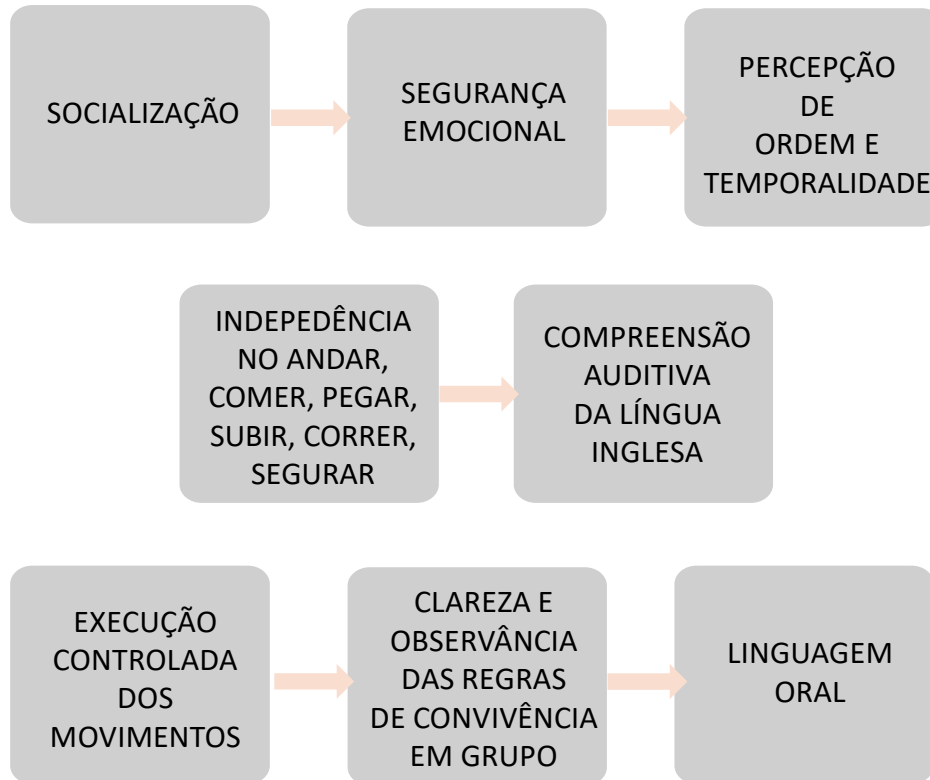 SOCIALIZAÇÃO
SEGURANÇA
EMOCIONAL
PERCEPÇÃO
DE
ORDEM E
TEMPORALIDADE
INDEPEDÊNCIA
NO ANDAR,
COMER, PEGAR,
SUBIR, CORRER,
SEGURAR
COMPREENSÃO
AUDITIVA
DA LÍNGUA
INGLESA
EXECUÇÃO
CONTROLADA
DOS
MOVIMENTOS
CLAREZA E
OBSERVÂNCIA
DAS REGRAS
DE CONVIVÊNCIA
EM GRUPO
LINGUAGEM
ORAL